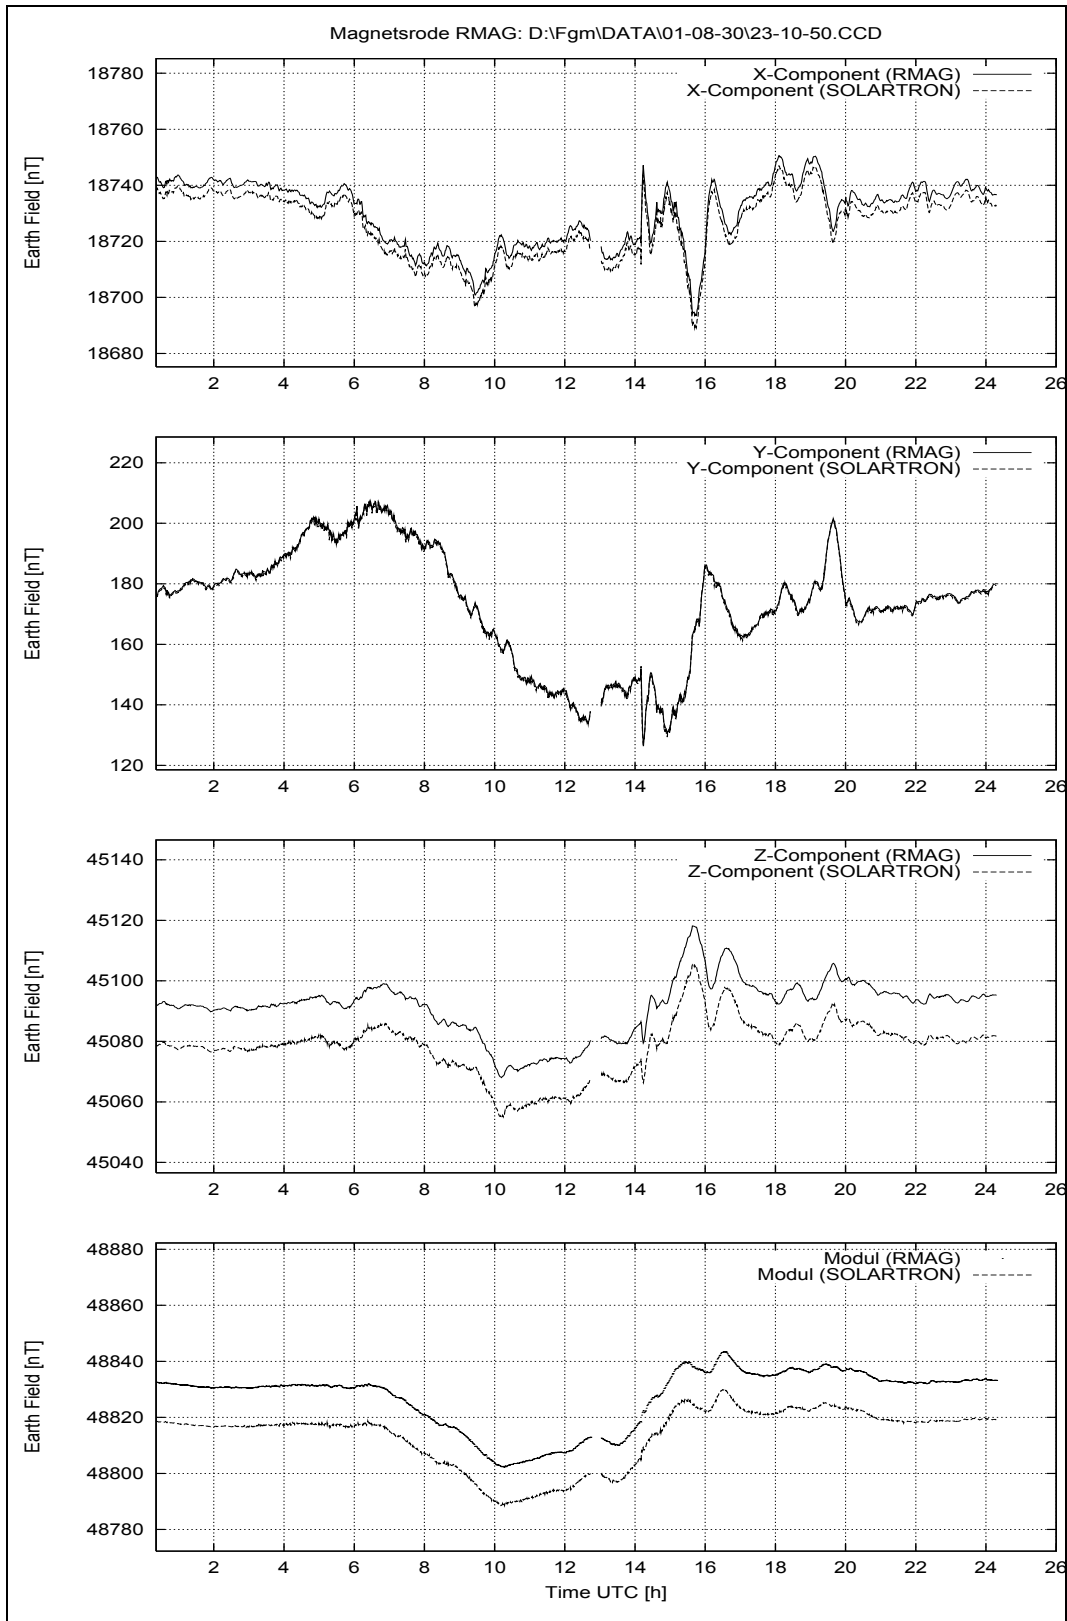 Magnetsrode RMAG: D:\Fgm\DATA\01-08-30\23-10-50.CCD
X-Component (RMAG)
X-Component (SOLARTRON)
Earth Field [nT]
18780
18760
18740
18720
18700
18680
2 4 6 8 10 12 14 16 18 20 22 24 26
Y-Component (RMAG)
Y-Component (SOLARTRON)
Earth Field [nT]
220
200
180
160
140
120
2 4 6 8 10 12 14 16 18 20 22 24 26
Z-Component (RMAG)
Z-Component (SOLARTRON)
Earth Field [nT]
45140
45120
45100
45080
45060
45040
2 4 6 8 10 12 14 16 18 20 22 24 26
Modul (RMAG)
Modul (SOLARTRON)
Earth Field [nT]
48880
48860
48840
48820
48800
48780
2 4 6 8 10 12 14 16 18 20 22 24 26
Time UTC [h]